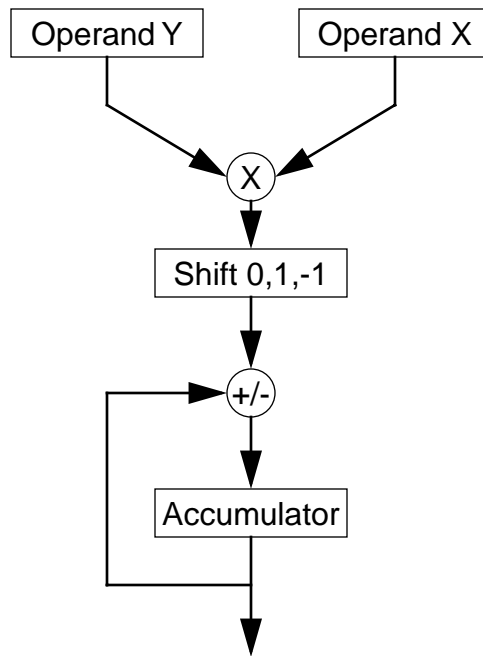 Operand Y
Operand X
X
Shift 0,1,-1
+/-
Accumulator